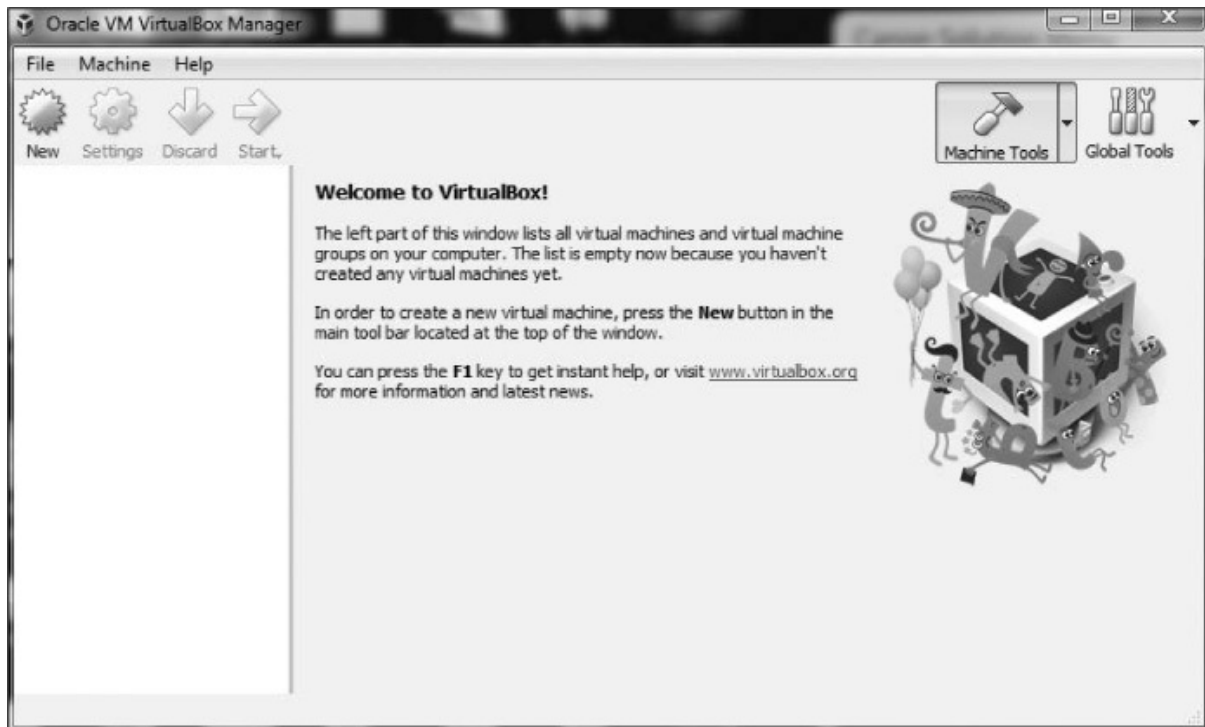 Oracle VM VirtualBox Manager
File Machine Help
New Settings Discard Start
Machine Tools Global Tools
Welcome to VirtualBox!
The left part of this window lists all virtual machines and virtual machine
groups on your computer. The list is empty now because you haven't
created any virtual machines yet.
In order to create a new virtual machine, press the New button in the
main tool bar located at the top of the window.
You can press the F1 key to get instant help, or visit www.virtualbox.org
for more information and latest news.